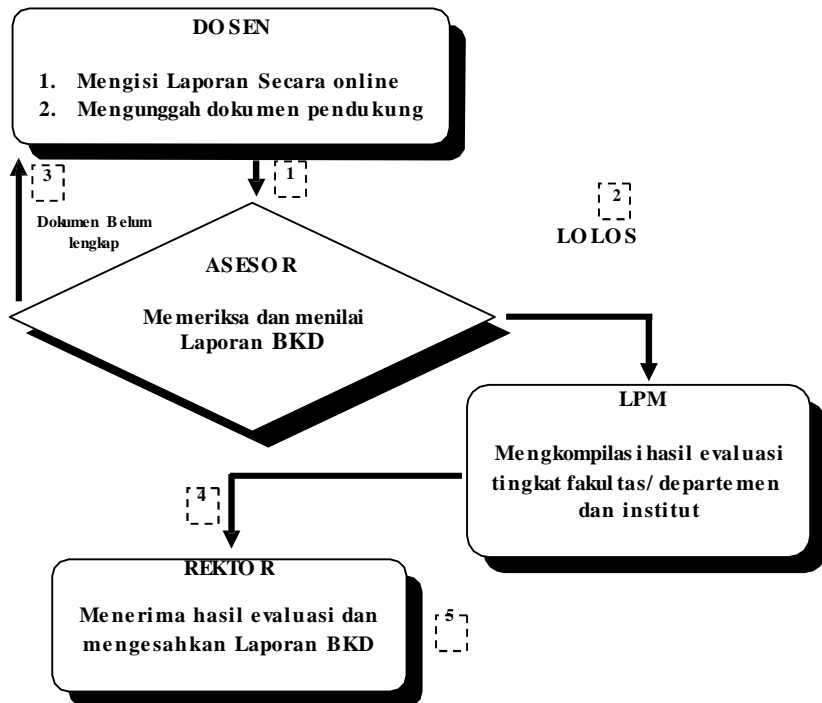 DOSEN
1. Mengisi Laporan Secara online
2. Mengunggah dokumen pendukung
3
1
2
Dokumen Belum
lengkap
LOLOS
ASESOR
Memeriksa dan menilai
Laporan BKD
LPM
Mengkompilasi hasil evaluasi
tingkat fakultas/ departemen
dan institut
4
REKTOR
Menerima hasil evaluasi dan
mengesahkan Laporan BKD
5